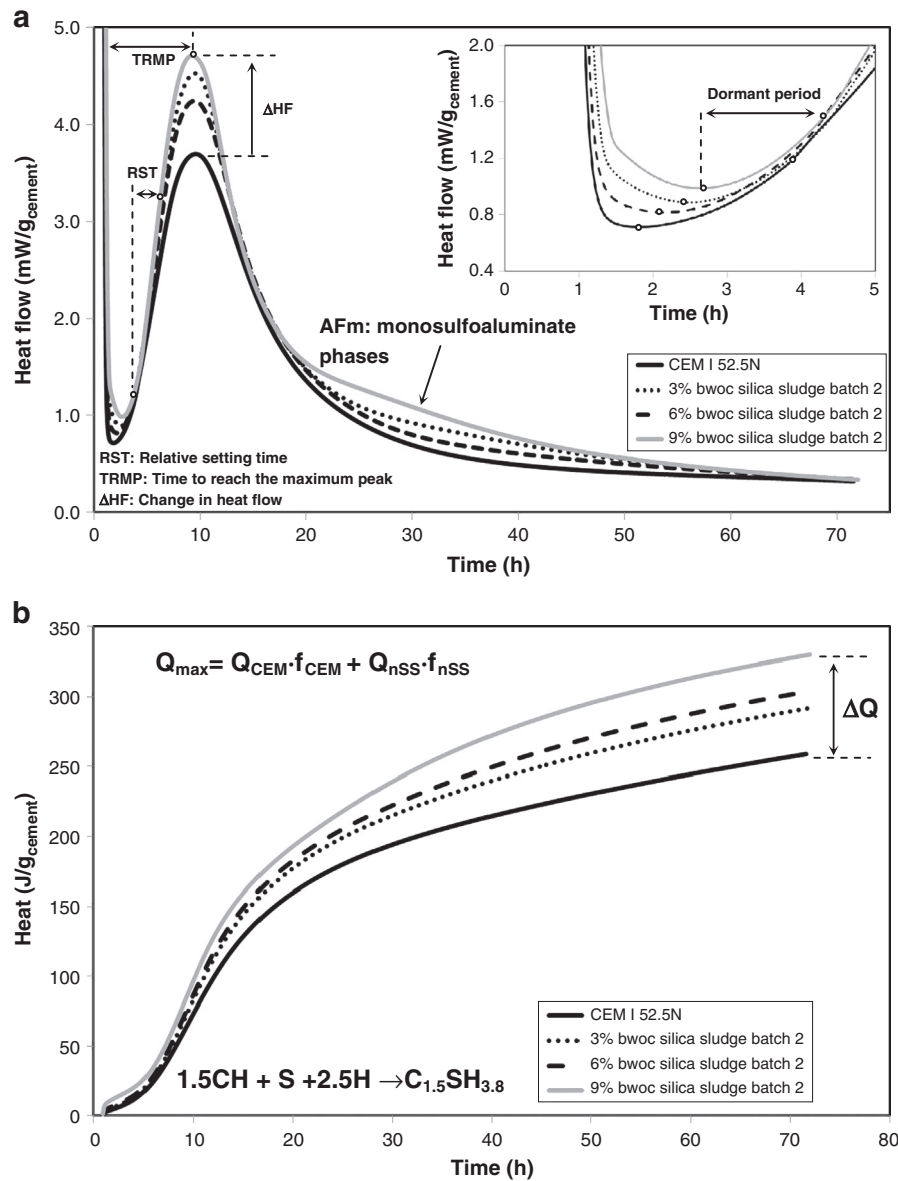 a
5.0
4.0
3.0
2.0
1.0
0.0
Heat flow (mW/gcement)
TRMP
ΔHF
RST
2.0
1.6
1.2
0.8
0.4
Heat flow (mW/gcement)
Dormant period
0 1 2 3 4 5
Time (h)
AFm: monosulfoaluminate
phases
CEM I 52.5N
3% bwoc silica sludge batch 2
6% bwoc silica sludge batch 2
9% bwoc silica sludge batch 2
RST: Relative setting time
TRMP: Time to reach the maximum peak
ΔHF: Change in heat flow
0 10 20 30 40 50 60 70
Time (h)
b
350
300
250
200
150
100
50
0
Heat (J/gcement)
Qmax= QCEM·fCEM + QnSS·fnSS
ΔQ
CEM I 52.5N
3% bwoc silica sludge batch 2
6% bwoc silica sludge batch 2
9% bwoc silica sludge batch 2
1.5CH + S +2.5H →C1.5SH3.8
0 10 20 30 40 50 60 70 80
Time (h)